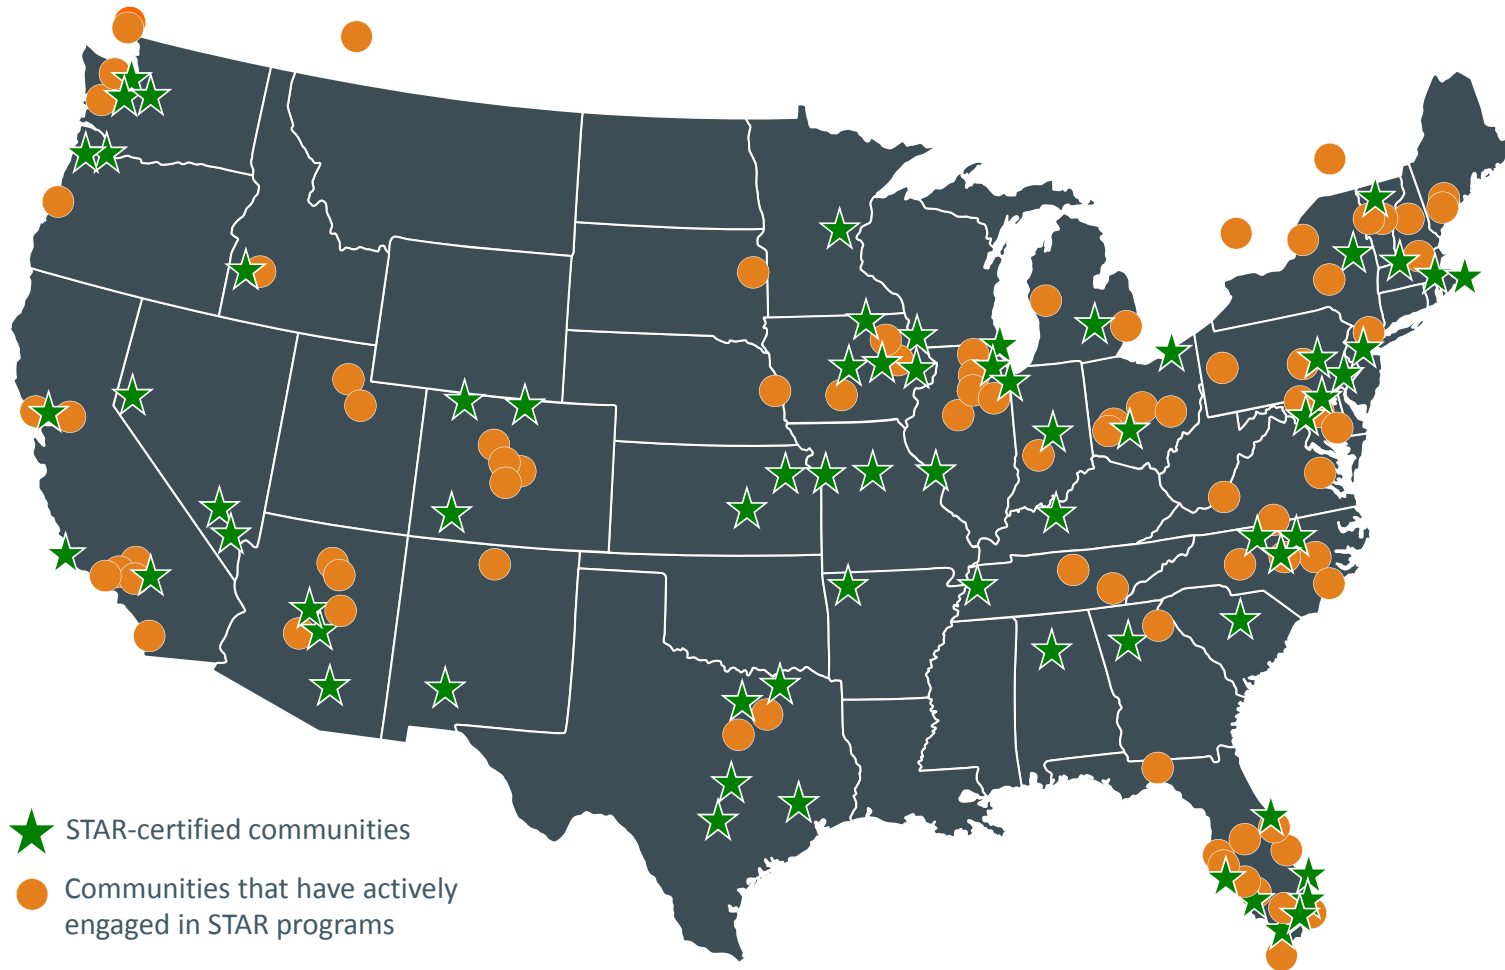 STAR-certified communities
Communities that have actively
engaged in STAR programs